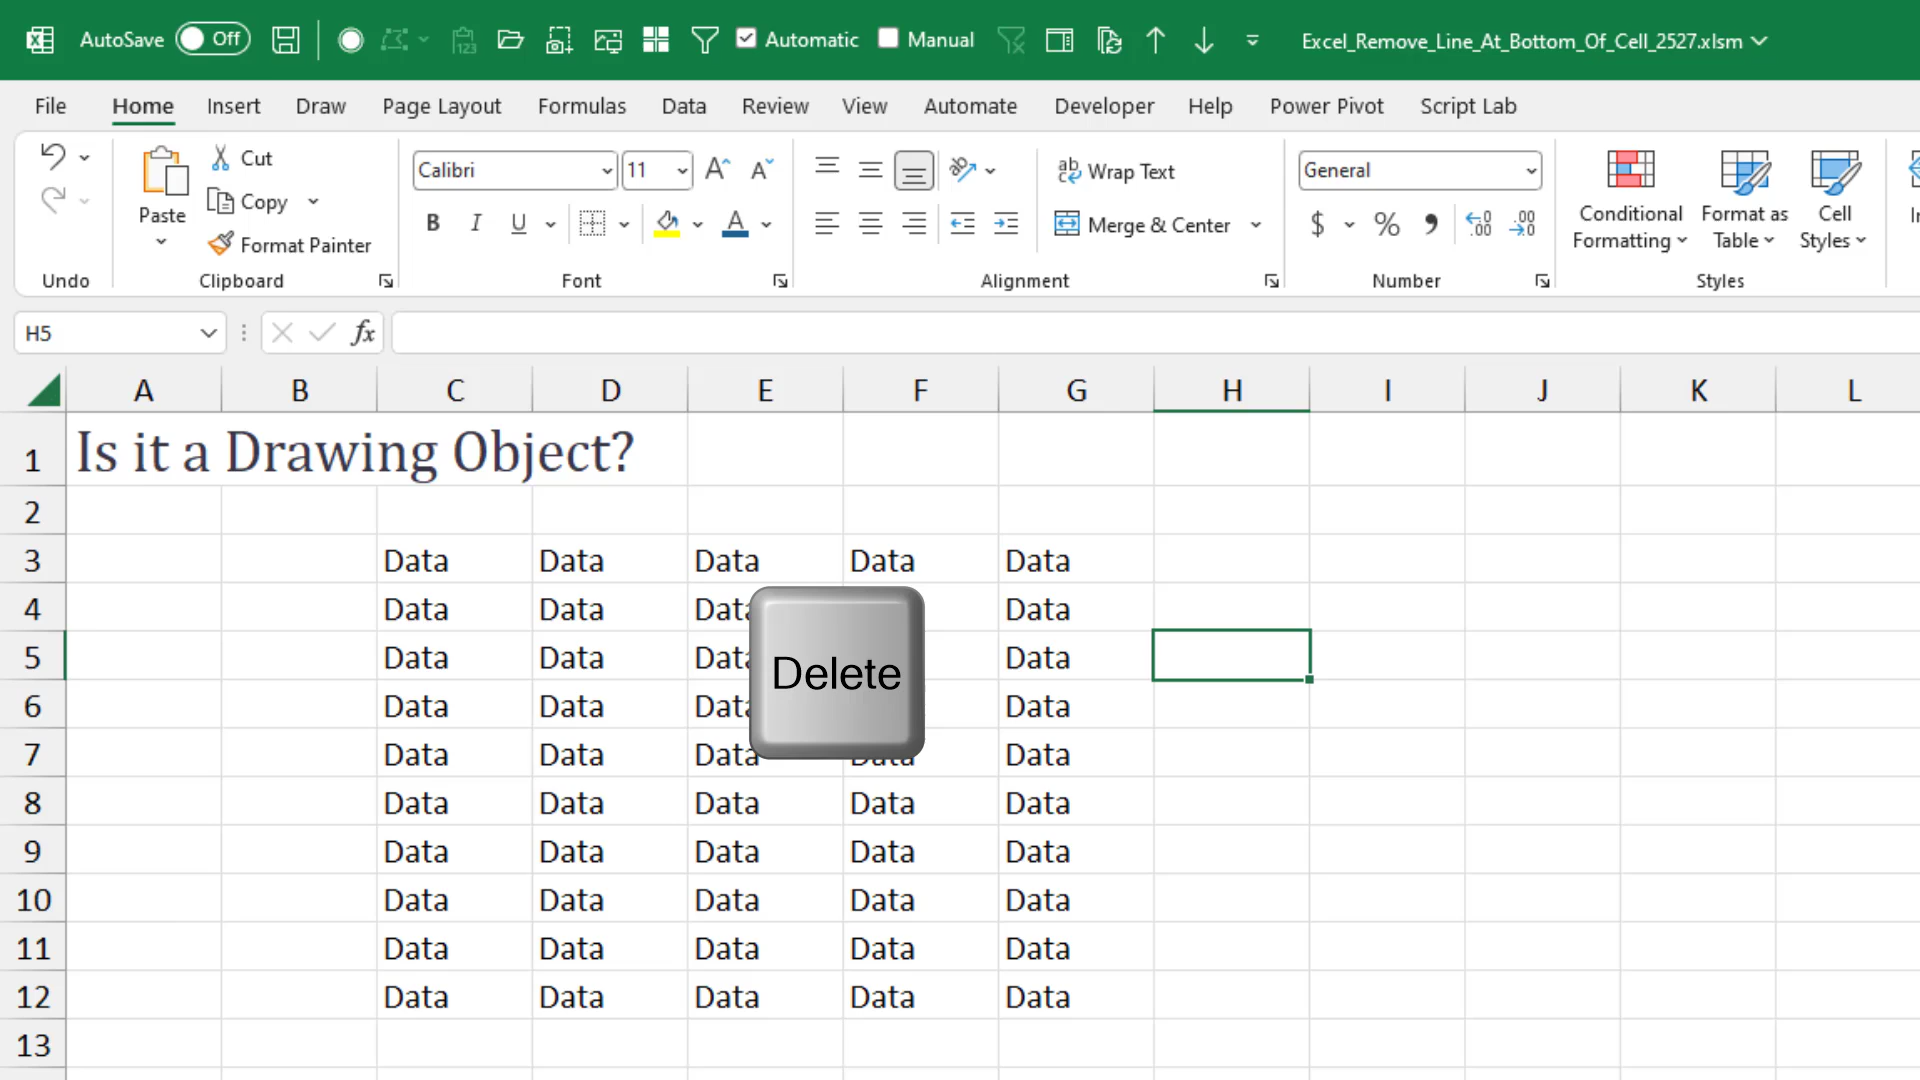 AutoSave Off Automatic Manual Excel_Remove_Line_At_Bottom_Of_Cell_2527.xlsm
File Home Insert Draw Page Layout Formulas Data Review View Automate Developer Help Power Pivot Script Lab
Paste
Cut
Copy
Format Painter
Calibri 11
B I U A
ab Wrap Text
Merge & Center
General
$ % , .00 .00
Conditional Formatting
Format as Table
Cell Styles
Undo Clipboard Font Alignment Number Styles
H5 fx
A B C D E F G H I J K L
1 Is it a Drawing Object?
2
3 Data Data Data Data Data
4 Data Data Data
5 Data Data Data
6 Data Data Data
7 Data Data Data Data Data
8 Data Data Data Data Data
9 Data Data Data Data Data
10 Data Data Data Data Data
11 Data Data Data Data Data
12 Data Data Data Data Data
13
Delete